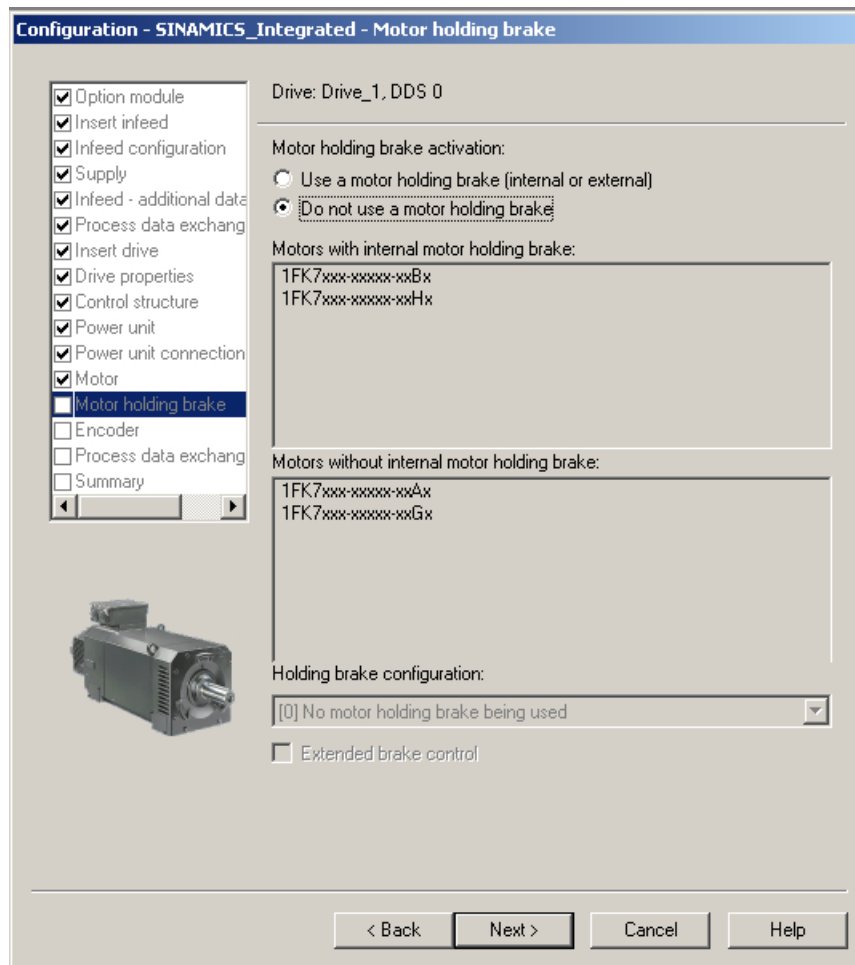 Configuration - SINAMICS_Integrated - Motor holding brake
Option module
Insert infeed
Infeed configuration
Supply
Infeed - additional data
Process data exchang
Insert drive
Drive properties
Control structure
Power unit
Power unit connection
Motor
Motor holding brake
Encoder
Process data exchang
Summary
Drive: Drive_1, DDS 0
Motor holding brake activation:
Use a motor holding brake (internal or external)
Do not use a motor holding brake
Motors with internal motor holding brake:
1FK7xxx-xxxxx-xxBx
1FK7xxx-xxxxx-xxHx
Motors without internal motor holding brake:
1FK7xxx-xxxxx-xxAx
1FK7xxx-xxxxx-xxGx
Holding brake configuration:
[0] No motor holding brake being used
Extended brake control
< Back
Next >
Cancel
Help